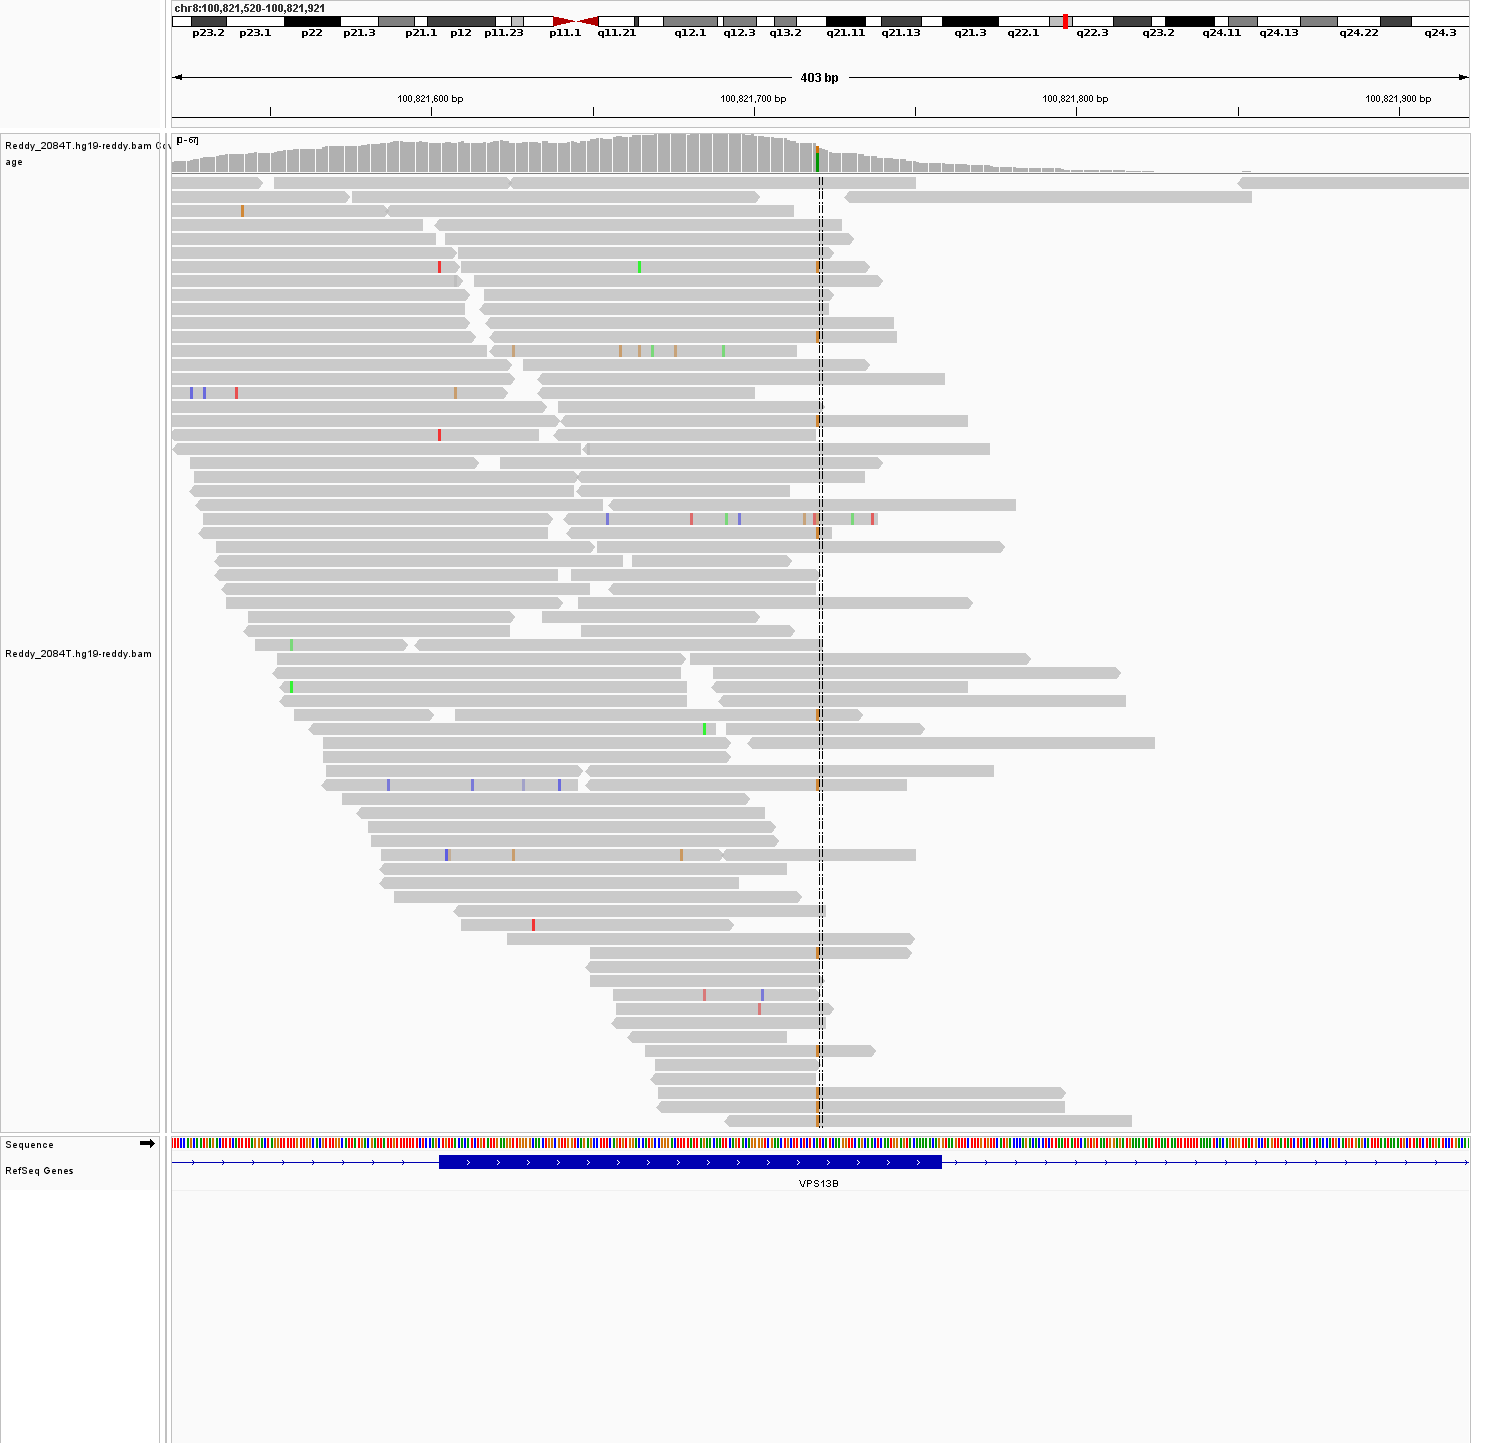 chr8:100,821,520-100,821,921
p23.2 p23.1 p22 p21.3 p21.1 p12 p11.23 p11.1 q11.21 q12.1 q12.3 q13.2 q21.11 q21.13 q21.3 q22.1 q22.3 q23.2 q24.11 q24.13 q24.22 q24.3
403 bp
100,821,600 bp 100,821,700 bp 100,821,800 bp 100,821,900 bp
Reddy_2084T.hg19-reddy.bam Cov
age
[0-67]
Reddy_2084T.hg19-reddy.bam
Sequence
RefSeq Genes
VPS13B